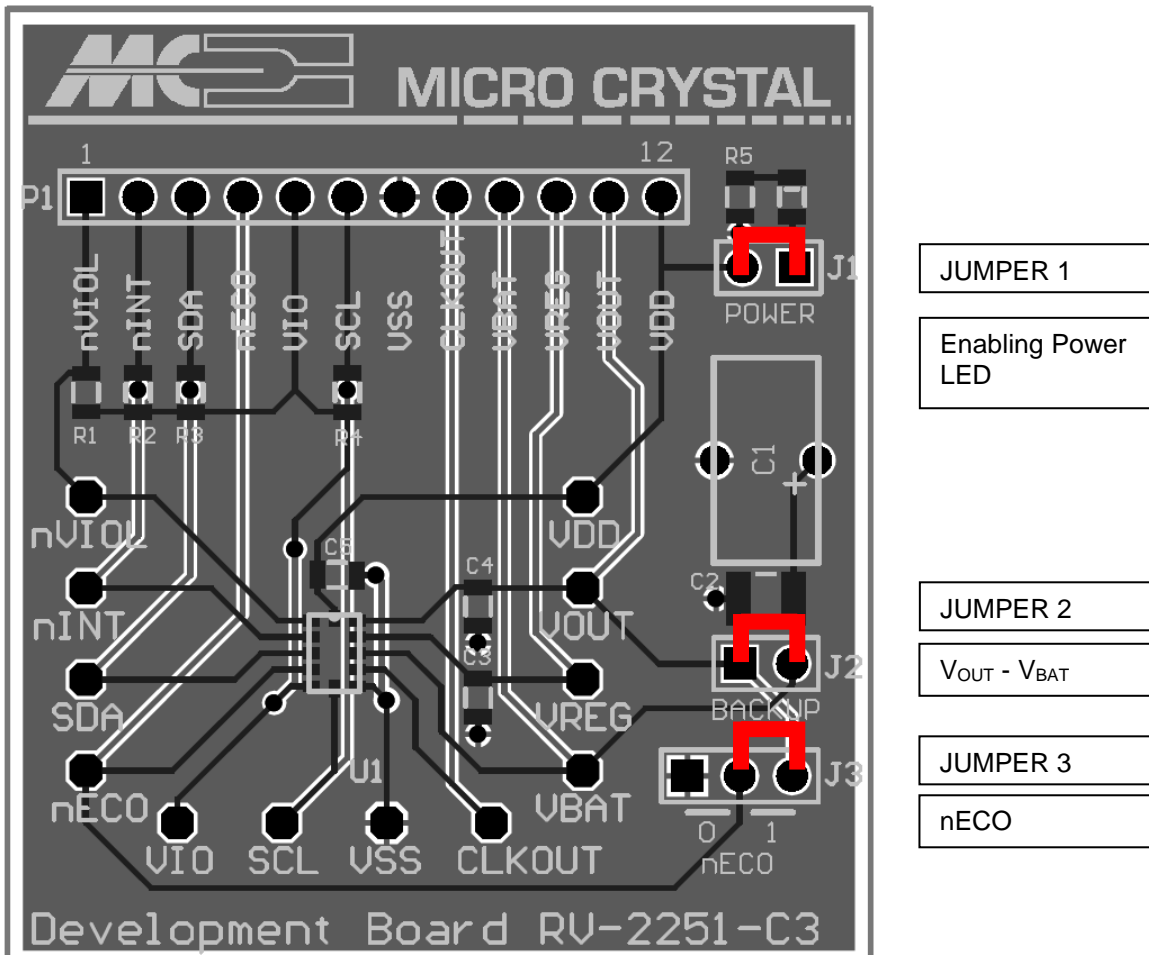 MC
MICRO CRYSTAL
1
12
R5
P1
J1
POWER
nVIOL
nINT
SDA
nECO
VIO
SCL
VSS
CLKOUT
VBAT
VREG
VOUT
VDD
JUMPER 1
Enabling Power
LED
R1
R2
R3
R4
C1
+
nVIOL
VDD
C5
C4
C2
nINT
VOUT
JUMPER 2
C3
J2
VOUT - VBAT
SDA
VREG
BACKUP
JUMPER 3
U1
J3
nECO
VBAT
nECO
0
1
VIO
SCL
VSS
CLKOUT
nECO
Development Board RV-2251-C3